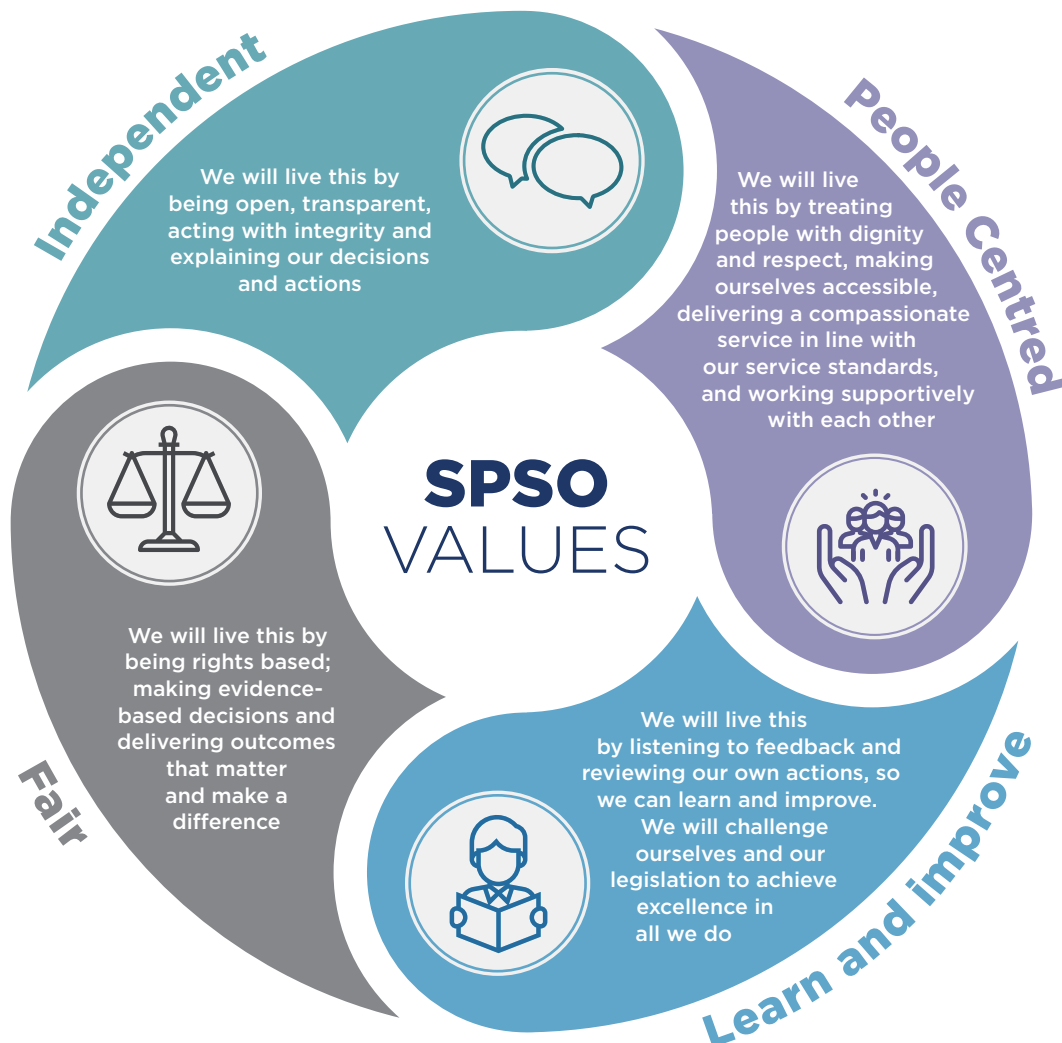 Independent
We will live this by
being open, transparent,
acting with integrity and
explaining our decisions
and actions
People Centred
We will live
this by treating
people with dignity
and respect, making
ourselves accessible,
delivering a compassionate
service in line with
our service standards,
and working supportively
with each other
SPSO
VALUES
Fair
We will live this by
being rights based;
making evidence-
based decisions and
delivering outcomes
that matter
and make a
difference
Learn and improve
We will live this
by listening to feedback and
reviewing our own actions, so
we can learn and improve.
We will challenge
ourselves and our
legislation to achieve
excellence in
all we do